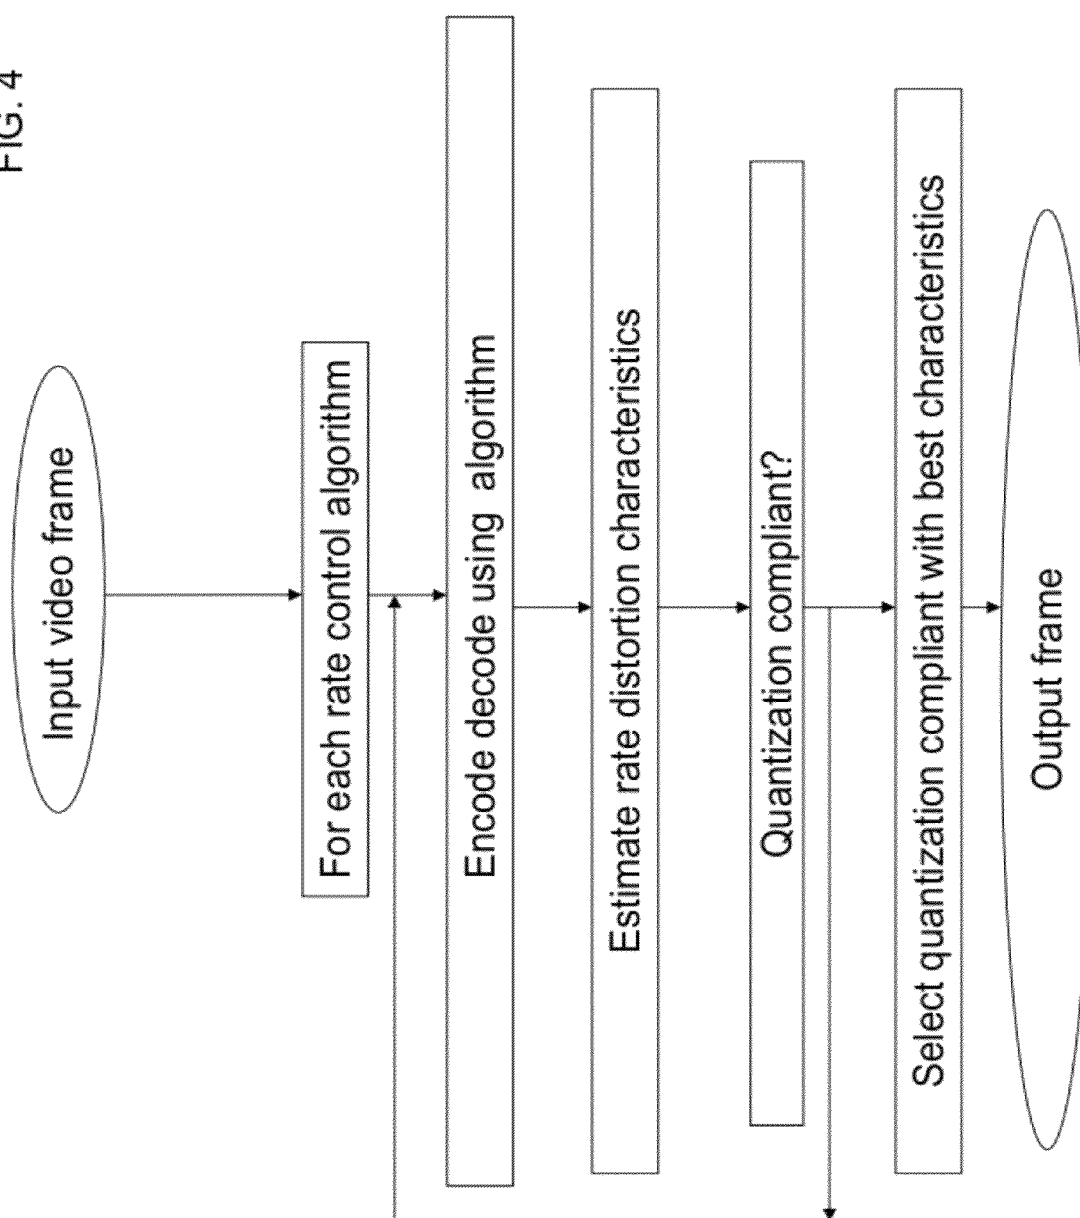 FIG. 4
Input video frame
For each rate control algorithm
Encode decode using algorithm
Estimate rate distortion characteristics
Quantization compliant?
Select quantization compliant with best characteristics
Output frame